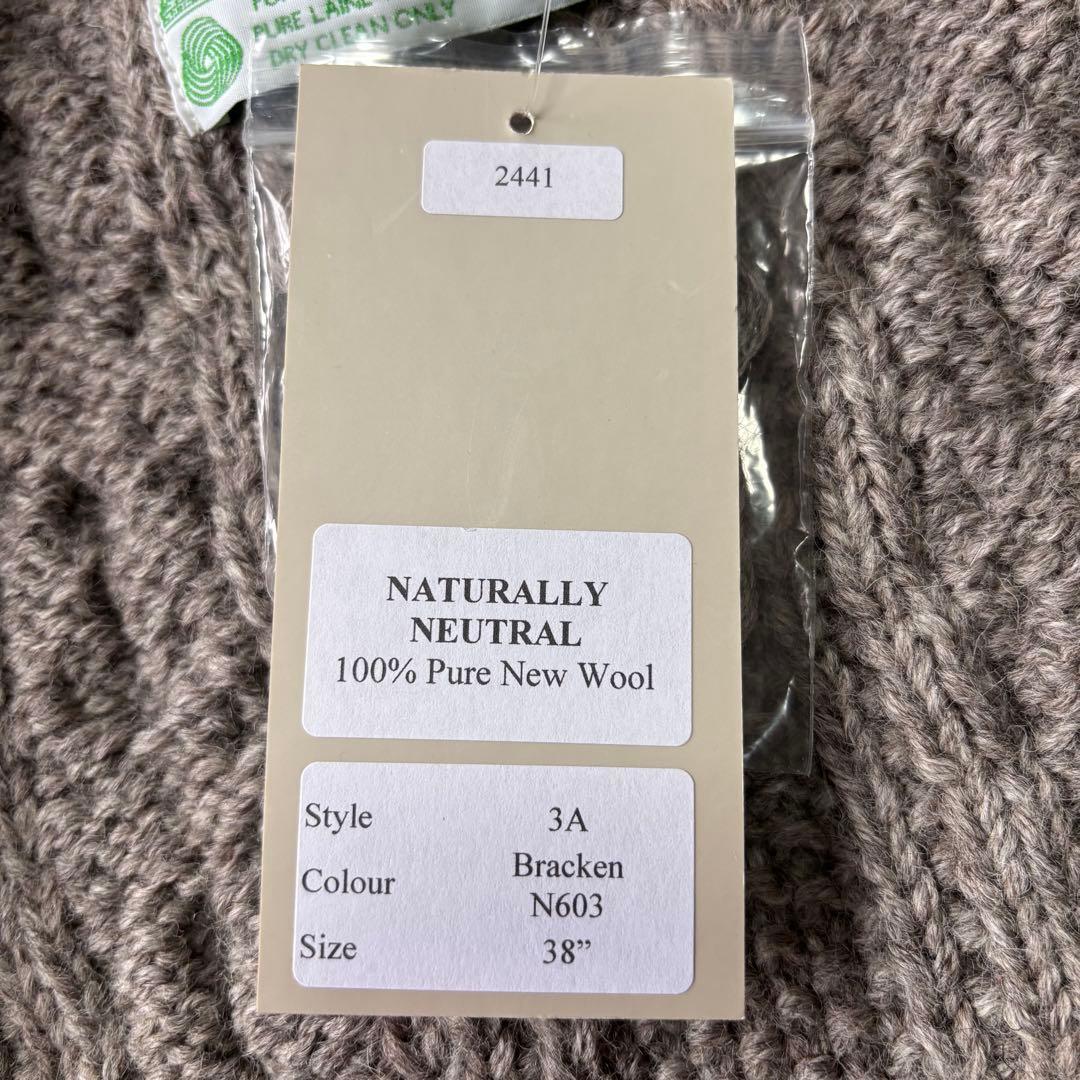 PURE LAINE
DRY CLEAN ONLY
2441
NATURALLY
NEUTRAL
100% Pure New Wool
Style 3A
Colour Bracken
N603
Size 38”